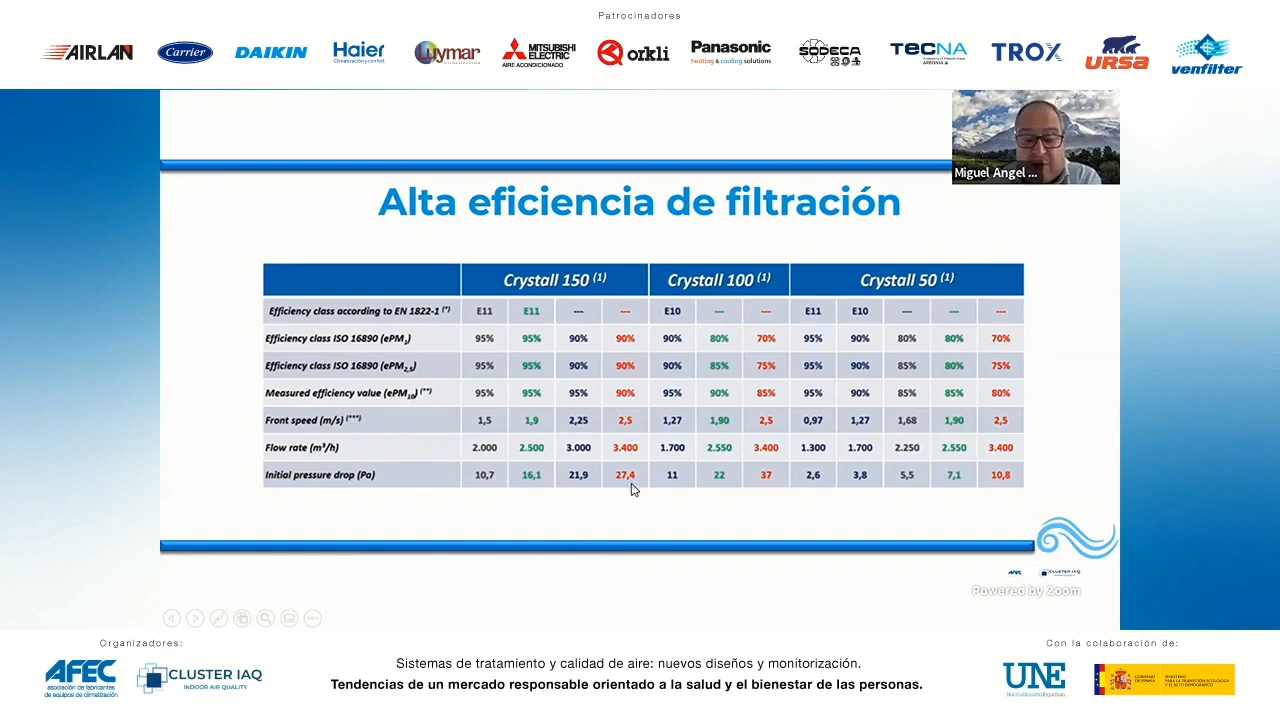 Patrocinadores
AIRLAN Carrier DAIKIN Haier Luymar MITSUBISHI ELECTRIC orkli Panasonic SODECA TECNA TROX URSA venfilter
Climatización y confort
AIRE ACONDICIONADO
heating & cooling solutions
Miguel Angel ...
Alta eficiencia de filtración
Crystall 150 (1) Crystall 100 (1) Crystall 50 (1)
Efficiency class according to EN 1822-1 (*) E11 E11 --- --- E10 --- --- E11 E10 --- --- ---
Efficiency class ISO 16890 (ePM1) 95% 95% 90% 90% 90% 80% 70% 95% 90% 80% 80% 70%
Efficiency class ISO 16890 (ePM2,5) 95% 95% 90% 90% 90% 85% 75% 95% 90% 85% 80% 75%
Measured efficiency value (ePM10) (**) 95% 95% 95% 90% 95% 90% 85% 95% 90% 85% 85% 80%
Front speed (m/s) (***) 1,5 1,9 2,25 2,5 1,27 1,90 2,5 0,97 1,27 1,68 1,90 2,5
Flow rate (m³/h) 2.000 2.500 3.000 3.400 1.700 2.550 3.400 1.300 1.700 2.250 2.550 3.400
Initial pressure drop (Pa) 10,7 16,1 21,9 27,4 11 22 37 2,6 3,8 5,5 7,1 10,8
AFEC CLUSTER IAQ
Powered by Zoom
Organizadores:
Con la colaboración de:
AFEC
asociación de fabricantes
de equipos de climatización
CLUSTER IAQ
INDOOR AIR QUALITY
Sistemas de tratamiento y calidad de aire: nuevos diseños y monitorización.
Tendencias de un mercado responsable orientado a la salud y el bienestar de las personas.
UNE
Normalización Española
GOBIERNO
DE ESPAÑA
MINISTERIO
PARA LA TRANSICIÓN ECOLÓGICA
Y EL RETO DEMOGRÁFICO